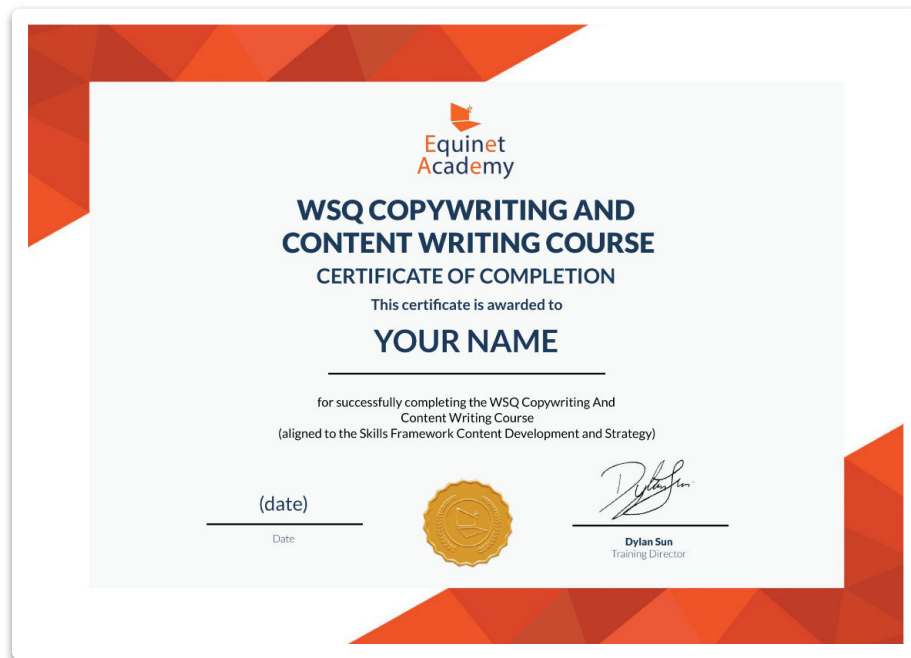 Equinet
Academy
WSQ COPYWRITING AND
CONTENT WRITING COURSE
CERTIFICATE OF COMPLETION
This certificate is awarded to
YOUR NAME
for successfully completing the WSQ Copywriting And
Content Writing Course
(aligned to the Skills Framework Content Development and Strategy)
(date)
Date
Dylan Sun
Dylan Sun
Training Director